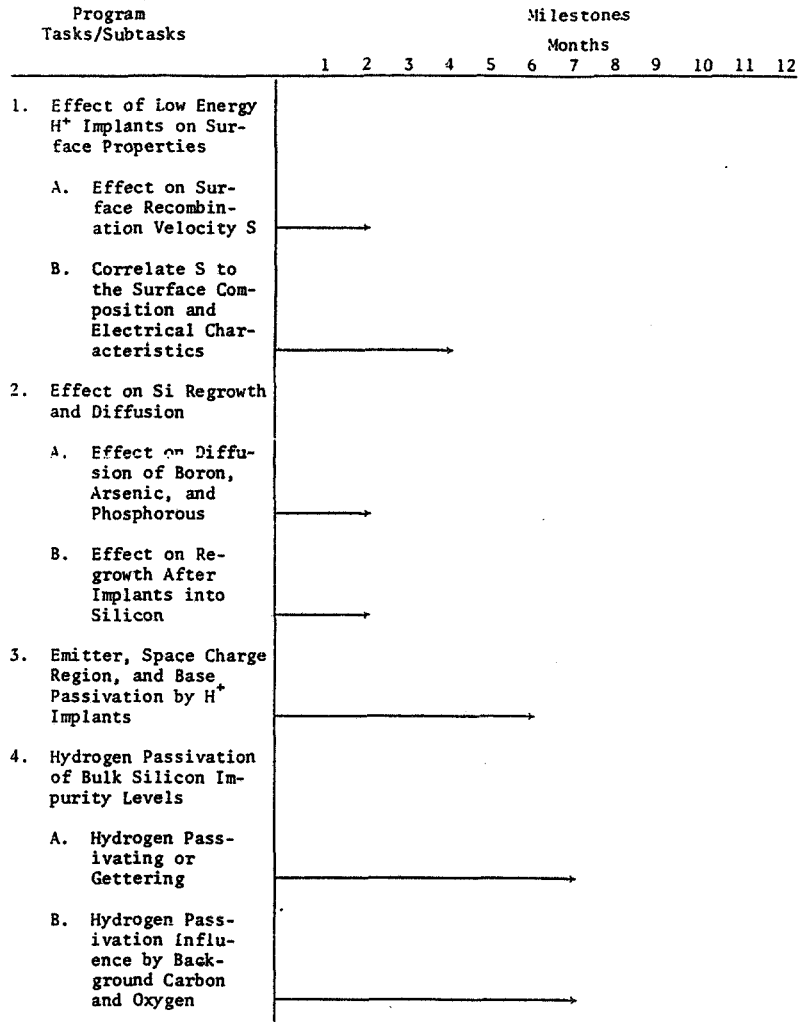 Program Milestones
Tasks/Subtasks
Months
1 2 3 4 5 6 7 8 9 10 11 12
1. Effect of Low Energy
H+ Implants on Sur-
face Properties
A. Effect on Sur-
face Recombin-
ation Velocity S
B. Correlate S to
the Surface Com-
position and
Electrical Char-
acteristics
2. Effect on Si Regrowth
and Diffusion
A. Effect on Diffu-
sion of Boron,
Arsenic, and
Phosphorous
B. Effect on Re-
growth After
Implants into
Silicon
3. Emitter, Space Charge
Region, and Base
Passivation by H+
Implants
4. Hydrogen Passivation
of Bulk Silicon Im-
purity Levels
A. Hydrogen Pass-
ivating or
Gettering
B. Hydrogen Pass-
ivation Influ-
ence by Back-
ground Carbon
and Oxygen